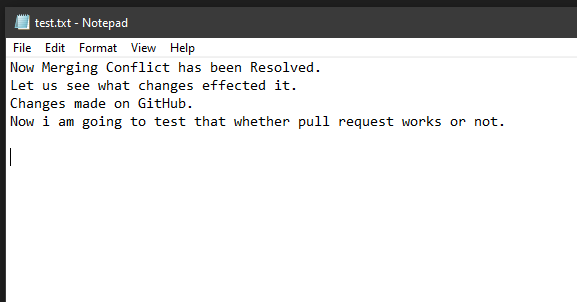 test.txt - Notepad
File Edit Format View Help
Now Merging Conflict has been Resolved.
Let us see what changes effected it.
Changes made on GitHub.
Now i am going to test that whether pull request works or not.